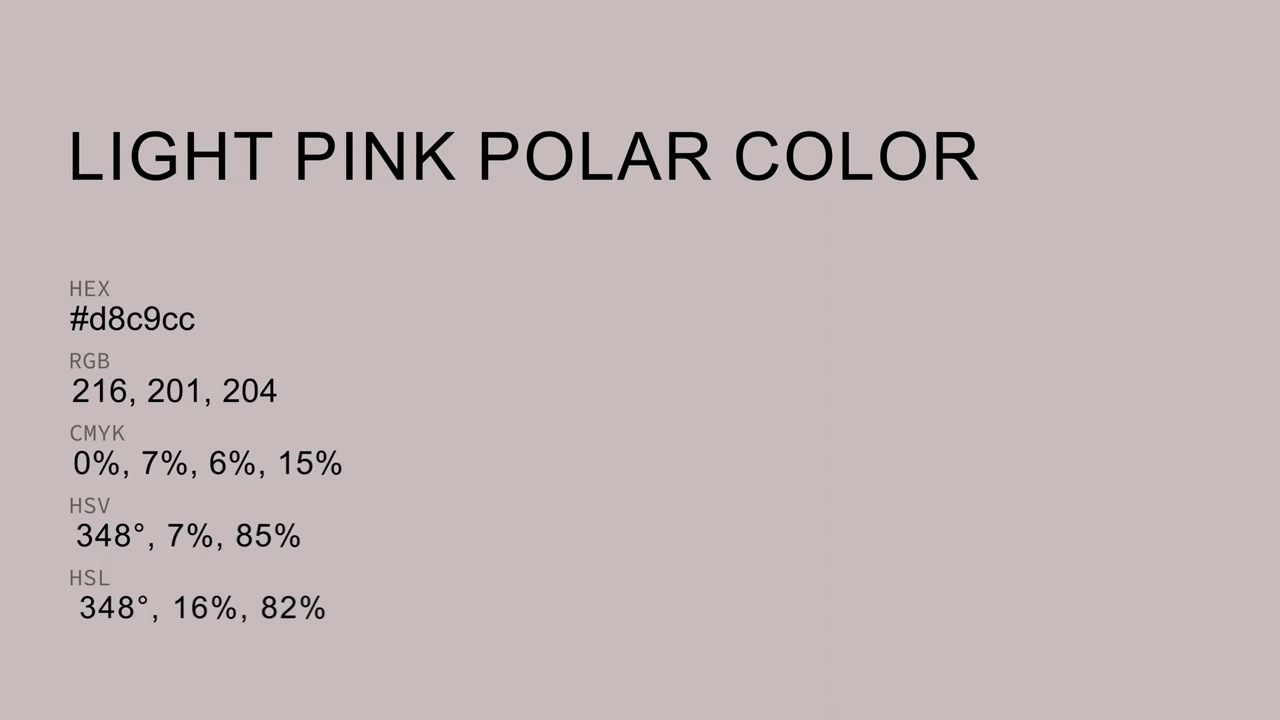 LIGHT PINK POLAR COLOR
HEX
#d8c9cc
RGB
216, 201, 204
CMYK
0%, 7%, 6%, 15%
HSV
348°, 7%, 85%
HSL
348°, 16%, 82%